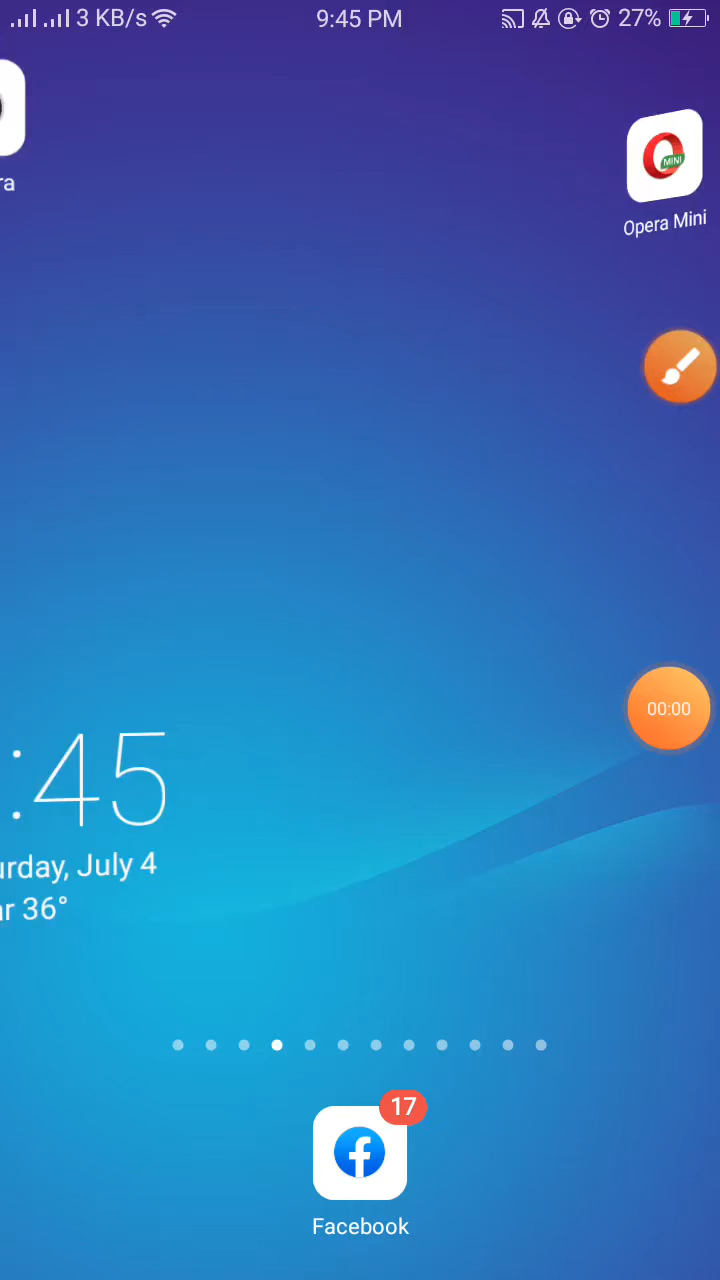 3 KB/s 9:45 PM 27%
ra
MINI
Opera Mini
00:00
:45
urday, July 4
ar 36°
17
Facebook